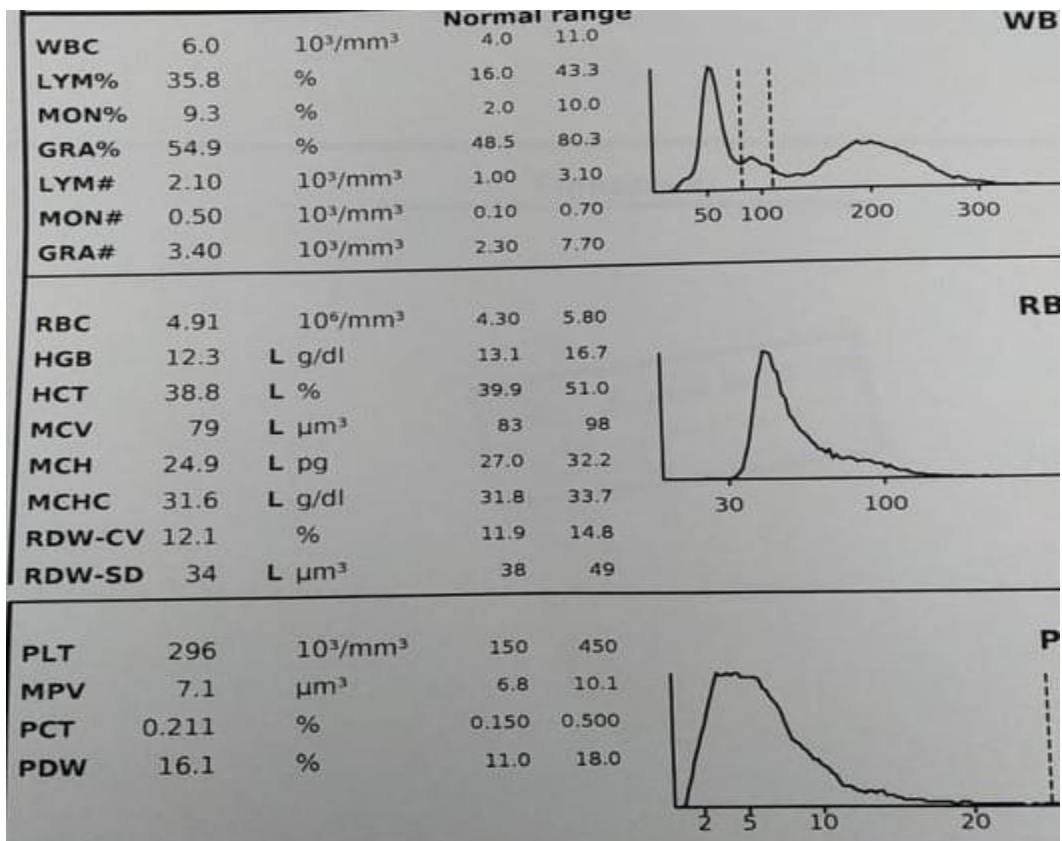 Normal range WB
WBC 6.0 10³/mm³ 4.0 11.0
LYM% 35.8 % 16.0 43.3
MON% 9.3 % 2.0 10.0
GRA% 54.9 % 48.5 80.3
LYM# 2.10 10³/mm³ 1.00 3.10
MON# 0.50 10³/mm³ 0.10 0.70
GRA# 3.40 10³/mm³ 2.30 7.70
50 100 200 300
RB
RBC 4.91 10⁶/mm³ 4.30 5.80
HGB 12.3 L g/dl 13.1 16.7
HCT 38.8 L % 39.9 51.0
MCV 79 L µm³ 83 98
MCH 24.9 L pg 27.0 32.2
MCHC 31.6 L g/dl 31.8 33.7
RDW-CV 12.1 % 11.9 14.8
RDW-SD 34 L µm³ 38 49
30 100
P
PLT 296 10³/mm³ 150 450
MPV 7.1 µm³ 6.8 10.1
PCT 0.211 % 0.150 0.500
PDW 16.1 % 11.0 18.0
2 5 10 20